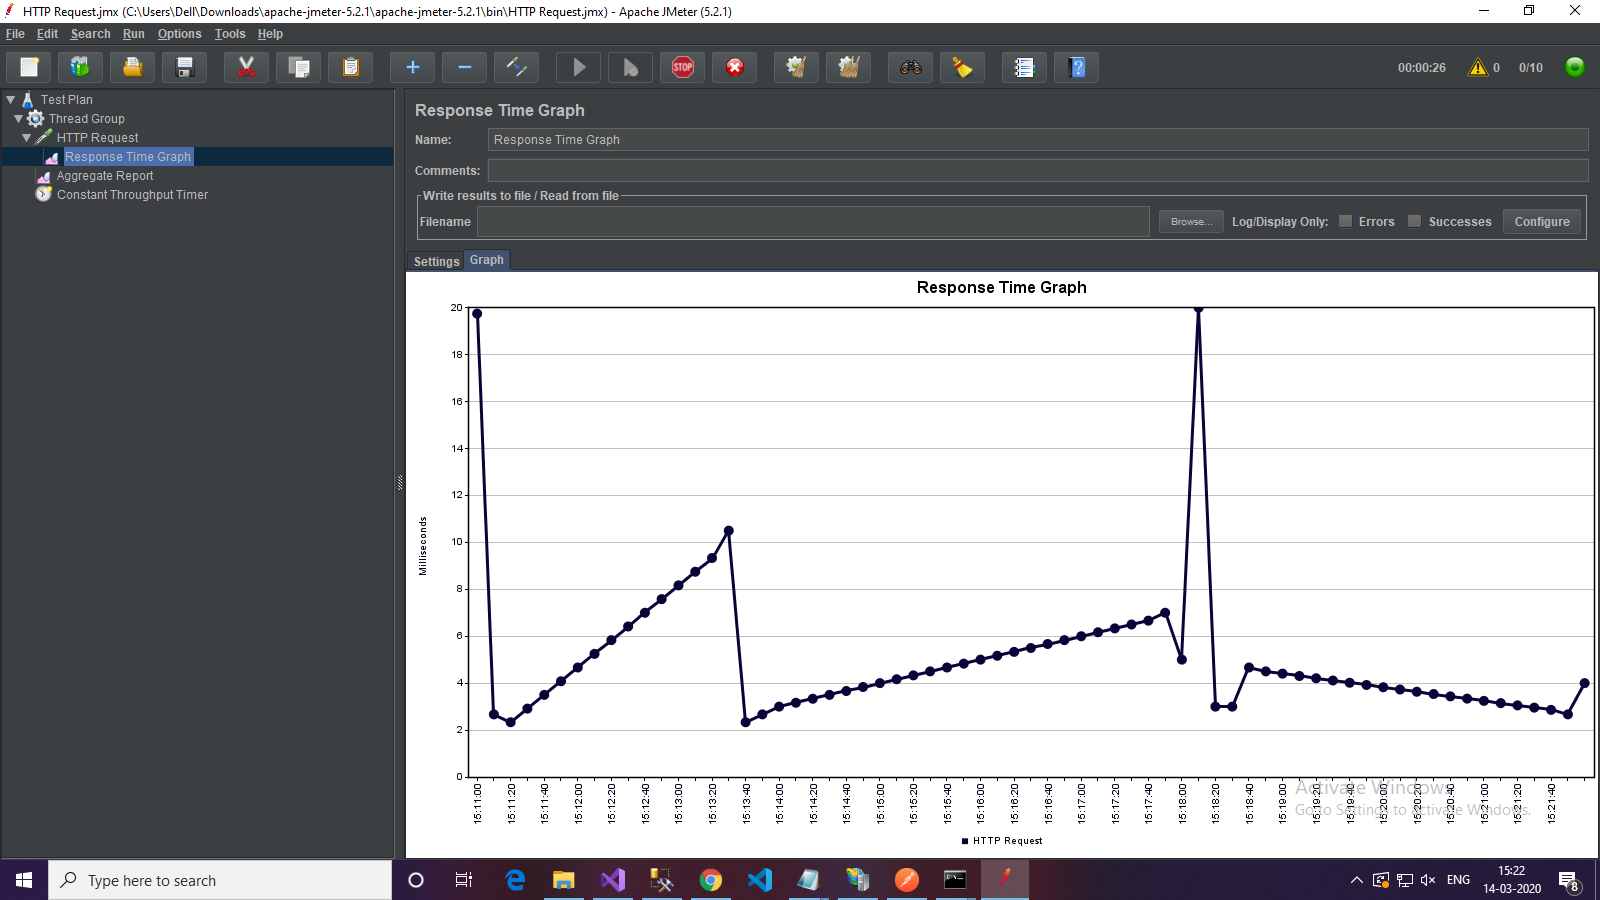 HTTP Request.jmx (C:\Users\Dell\Downloads\apache-jmeter-5.2.1\apache-jmeter-5.2.1\bin\HTTP Request.jmx) - Apache JMeter (5.2.1)
File Edit Search Run Options Tools Help
STOP
00:00:26 0 0/10
Test Plan
Thread Group
HTTP Request
Response Time Graph
Aggregate Report
Constant Throughput Timer
Response Time Graph
Name: Response Time Graph
Comments:
Write results to file / Read from file
Filename Browse... Log/Display Only: Errors Successes Configure
Settings Graph
Response Time Graph
Milliseconds
20
18
16
14
12
10
8
6
4
2
0
15:11:00 15:11:20 15:11:40 15:12:00 15:12:20 15:12:40 15:13:00 15:13:20 15:13:40 15:14:00 15:14:20 15:14:40 15:15:00 15:15:20 15:15:40 15:16:00 15:16:20 15:16:40 15:17:00 15:17:20 15:17:40 15:18:00 15:18:20 15:18:40 15:19:00 15:19:20 15:19:40 15:20:00 15:20:20 15:20:40 15:21:00 15:21:20 15:21:40
Activate Windows
Go to Settings to activate Windows.
HTTP Request
Type here to search
ENG
15:22
14-03-2020
8